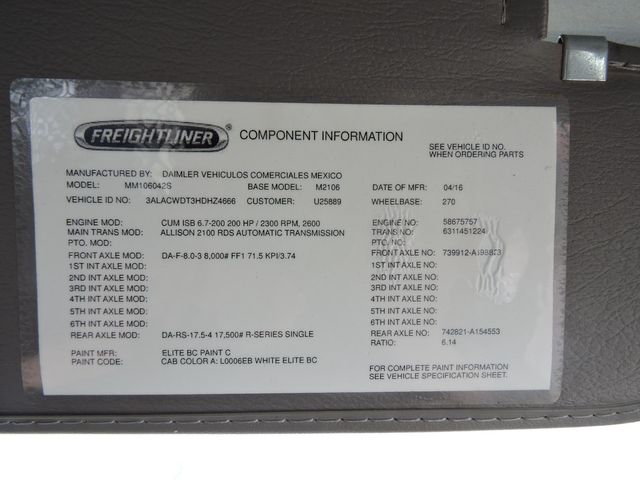 FREIGHTLINER® COMPONENT INFORMATION
SEE VEHICLE ID NO.
WHEN ORDERING PARTS
MANUFACTURED BY: DAIMLER VEHICULOS COMERCIALES MEXICO
MODEL: MM106042S BASE MODEL: M2106 DATE OF MFR: 04/16
VEHICLE ID NO: 3ALACWDT3HDHZ4666 CUSTOMER: U25889 WHEELBASE: 270
ENGINE MOD: CUM ISB 6.7-200 200 HP / 2300 RPM, 2600 ENGINE NO: 58675757
MAIN TRANS MOD: ALLISON 2100 RDS AUTOMATIC TRANSMISSION TRANS NO: 6311451224
PTO. MOD: PTO. NO:
FRONT AXLE MOD: DA-F-8.0-3 8,000# FF1 71.5 KPI/3.74 FRONT AXLE NO:
1ST INT AXLE MOD: 1ST INT AXLE NO:
2ND INT AXLE MOD: 2ND INT AXLE NO:
3RD INT AXLE MOD: 3RD INT AXLE NO:
4TH INT AXLE MOD: 4TH INT AXLE NO:
5TH INT AXLE MOD: 5TH INT AXLE NO:
6TH INT AXLE MOD: 6TH INT AXLE NO:
REAR AXLE MOD: DA-RS-17.5-4 17,500# R-SERIES SINGLE REAR AXLE NO: 742821-A154553
RATIO: 6.14
PAINT MFR: ELITE BC PAINT C
PAINT CODE: CAB COLOR A: L0006EB WHITE ELITE BC
FOR COMPLETE PAINT INFORMATION
SEE VEHICLE SPECIFICATION SHEET.